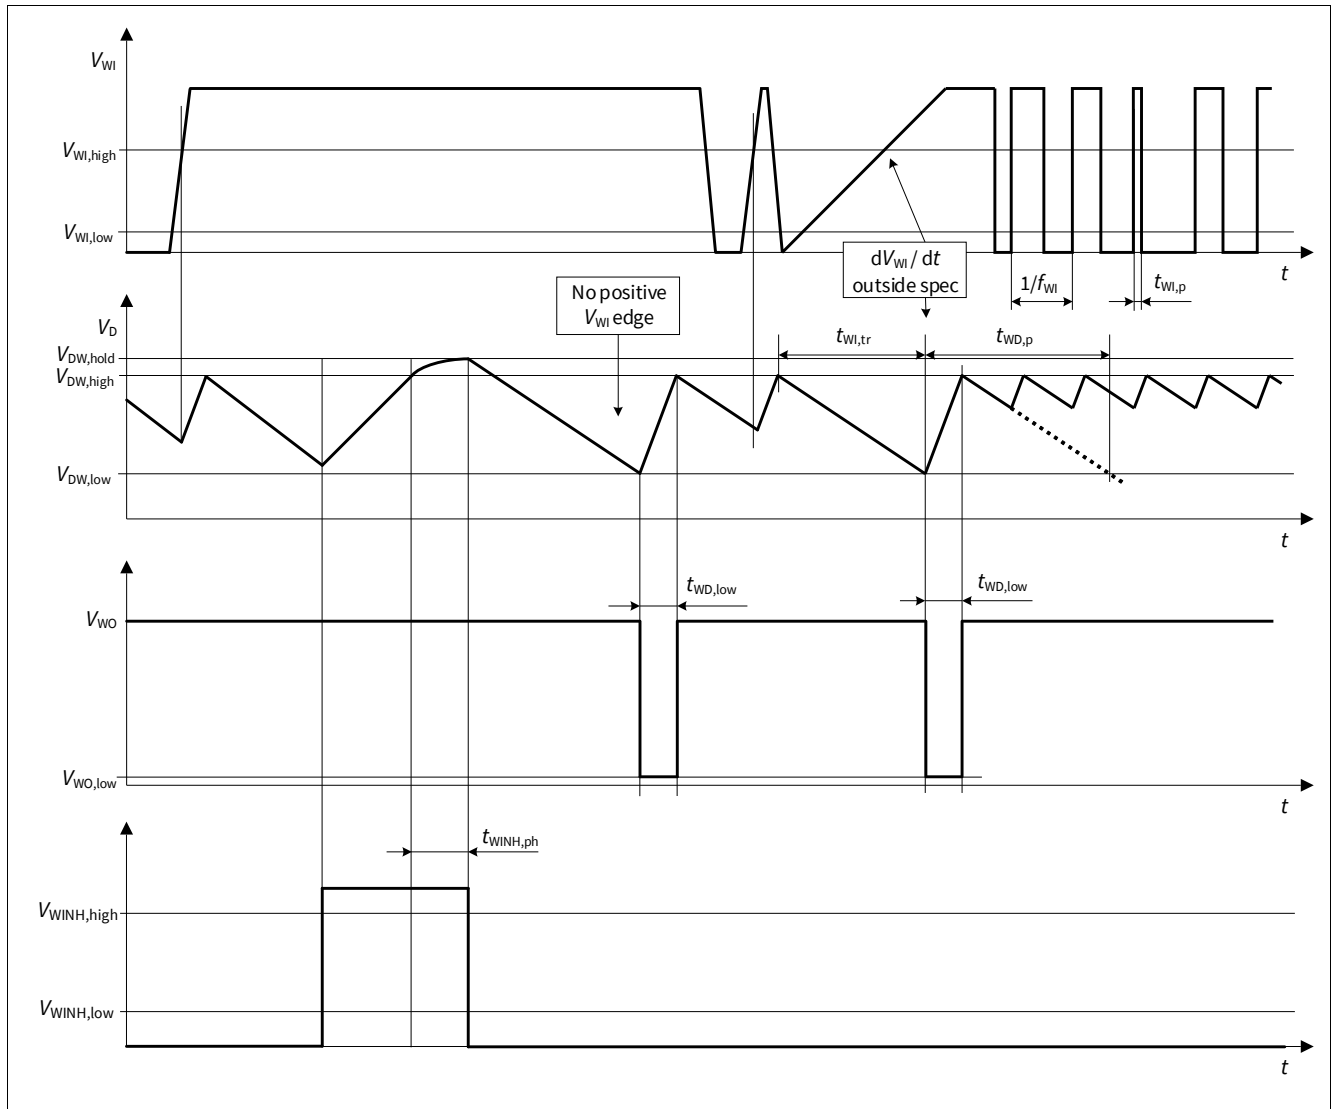 V_WI
V_WI,high
V_WI,low
dV_WI / dt
outside spec
t
1/f_WI
t_WI,p
No positive
V_WI edge
V_D
V_DW,hold
V_DW,high
V_DW,low
t_WI,tr
t_WD,p
t
t_WD,low
t_WD,low
V_WO
V_WO,low
t
t_WINH,ph
V_WINH,high
V_WINH,low
t